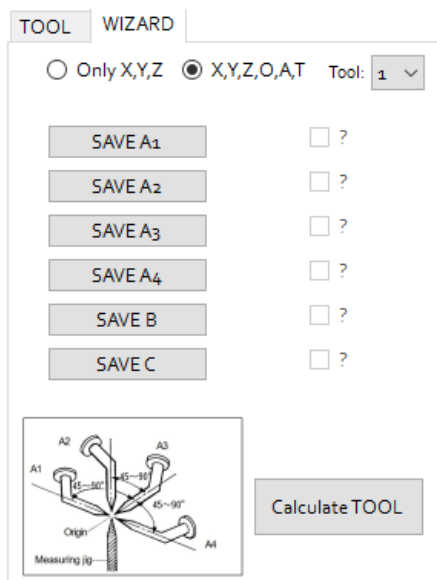 TOOL WIZARD
Only X,Y,Z X,Y,Z,O,A,T Tool: 1
SAVE A1 ?
SAVE A2 ?
SAVE A3 ?
SAVE A4 ?
SAVE B ?
SAVE C ?
A2 A3
A1 45~90° 45~90°
45~90°
Origin
A4
Measuring jig
Calculate TOOL